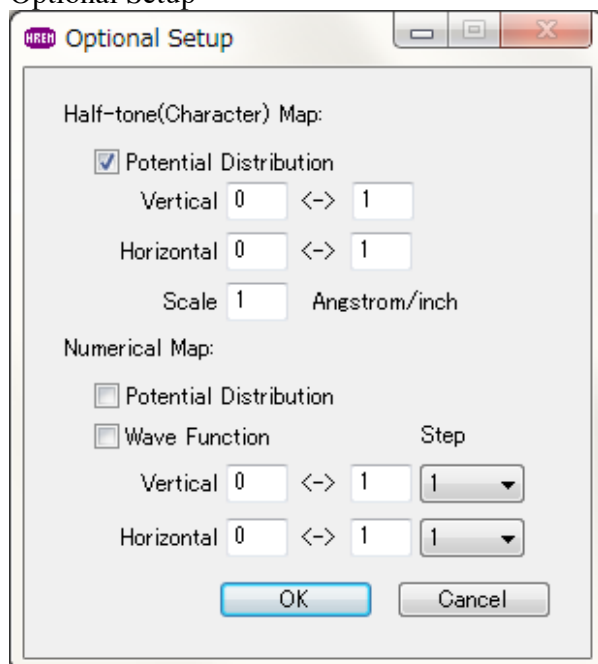 Optional Setup
HREM Optional Setup
Half-tone(Character) Map:
Potential Distribution
Vertical 0 <-> 1
Horizontal 0 <-> 1
Scale 1 Angstrom/inch
Numerical Map:
Potential Distribution
Wave Function Step
Vertical 0 <-> 1 1
Horizontal 0 <-> 1 1
OK Cancel